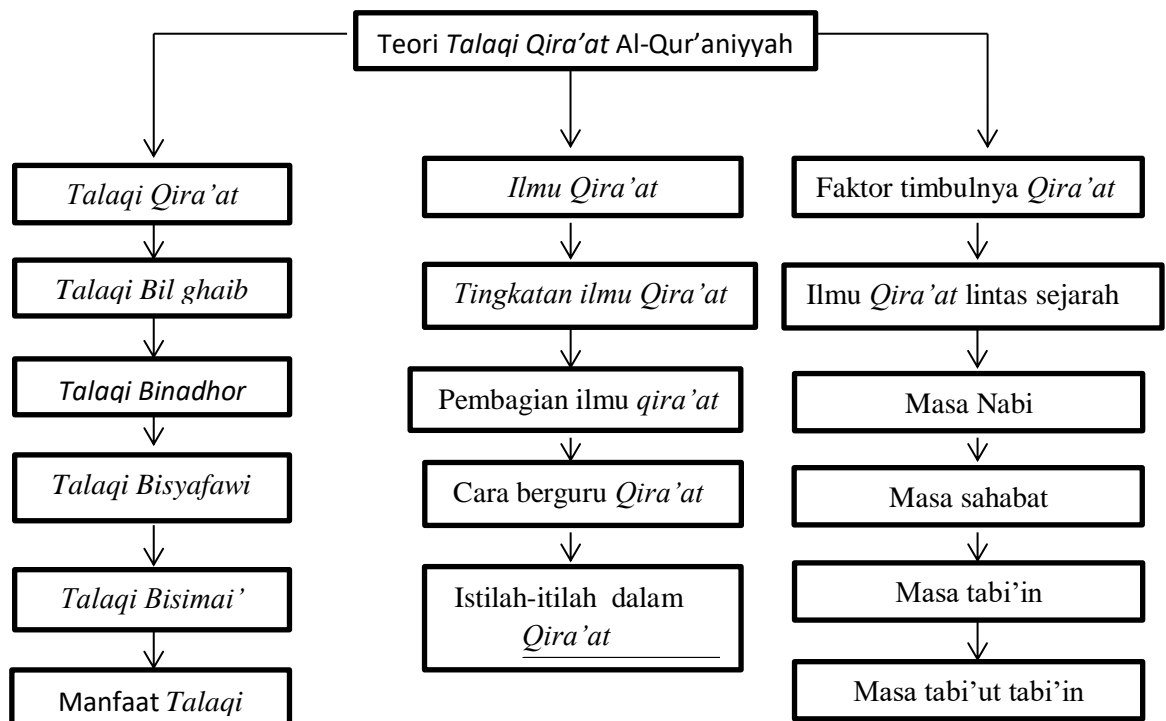 Teori Talaqi Qira’at Al-Qur’aniyyah
Talaqi Qira’at
Talaqi Bil ghaib
Talaqi Binadhor
Talaqi Bisyafawi
Talaqi Bisimai’
Manfaat Talaqi
Ilmu Qira’at
Tingkatan ilmu Qira’at
Pembagian ilmu qira’at
Cara berguru Qira’at
Istilah-itilah dalam
Qira’at
Faktor timbulnya Qira’at
Ilmu Qira’at lintas sejarah
Masa Nabi
Masa sahabat
Masa tabi’in
Masa tabi’ut tabi’in